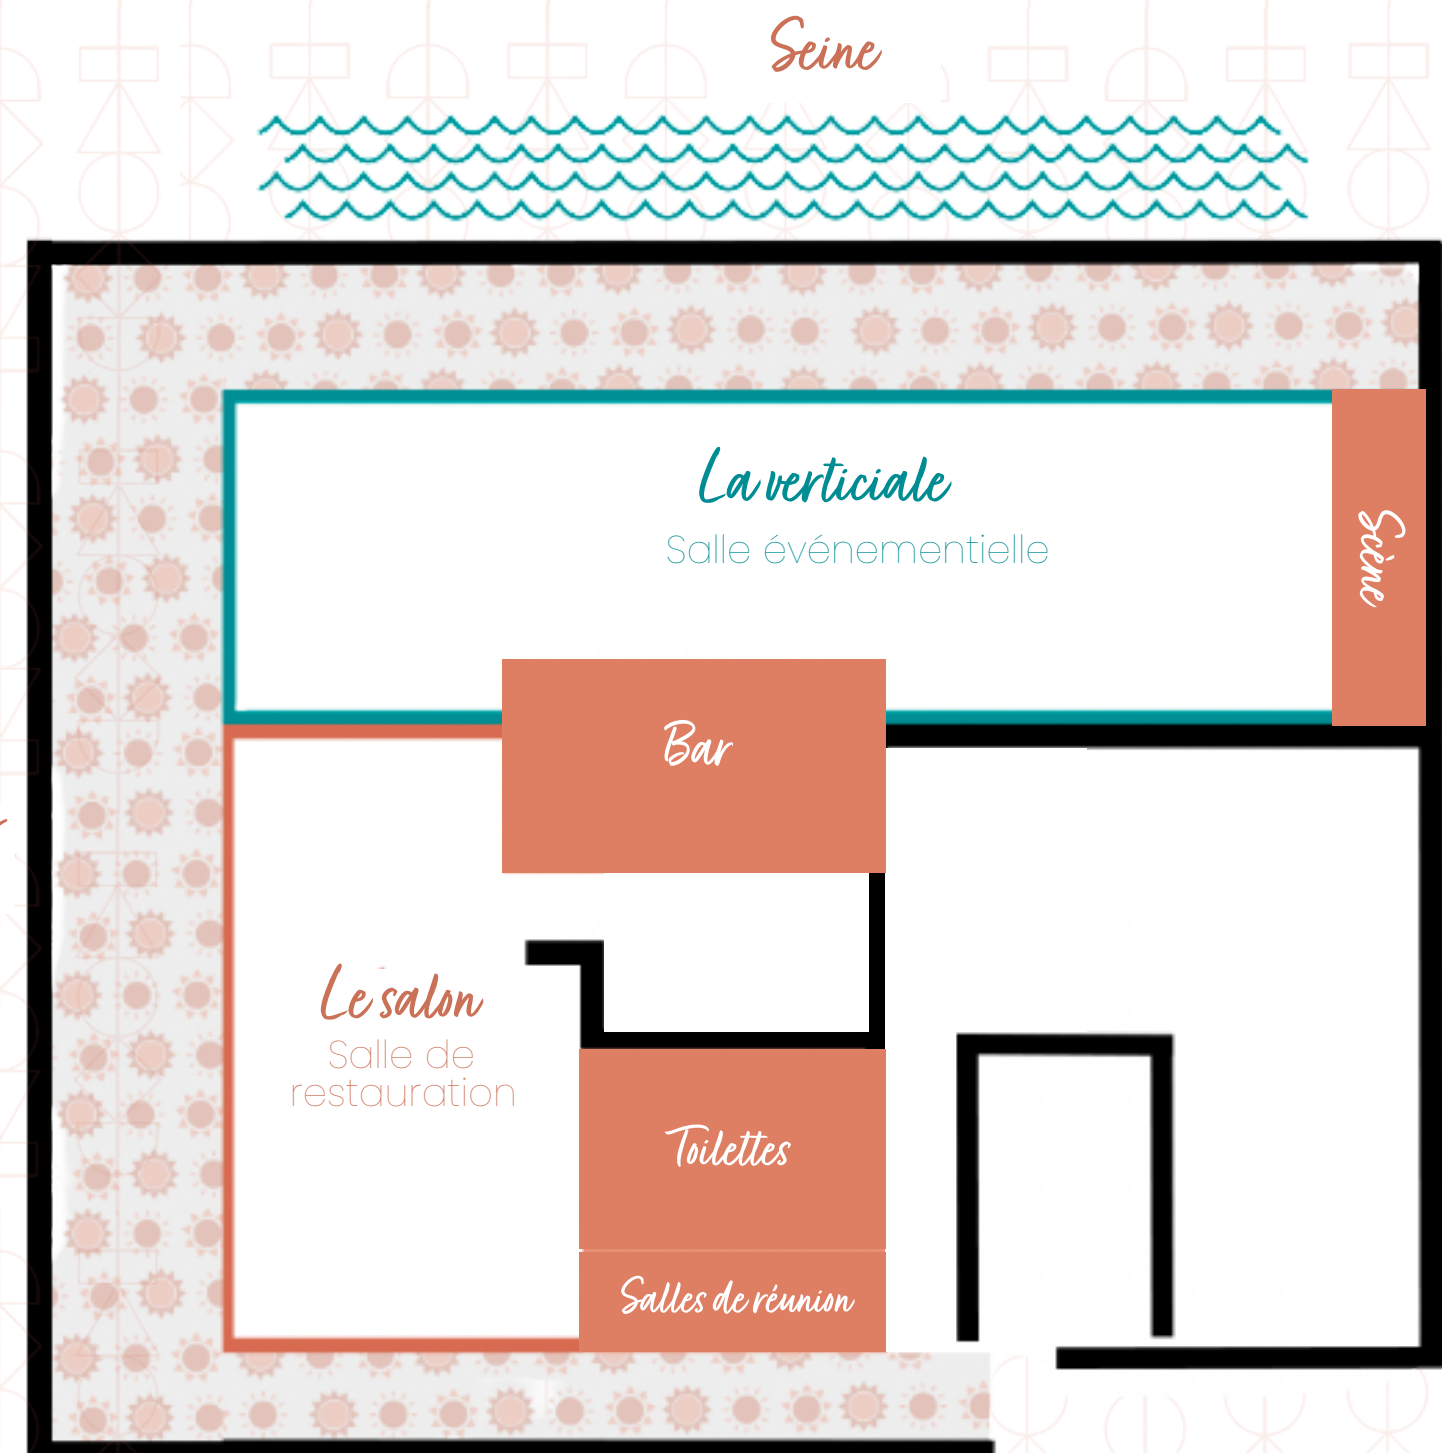 Seine
La verticiale
Salle événementielle
Scène
Bar
Le salon
Salle de
restauration
Toilettes
Salles de réunion